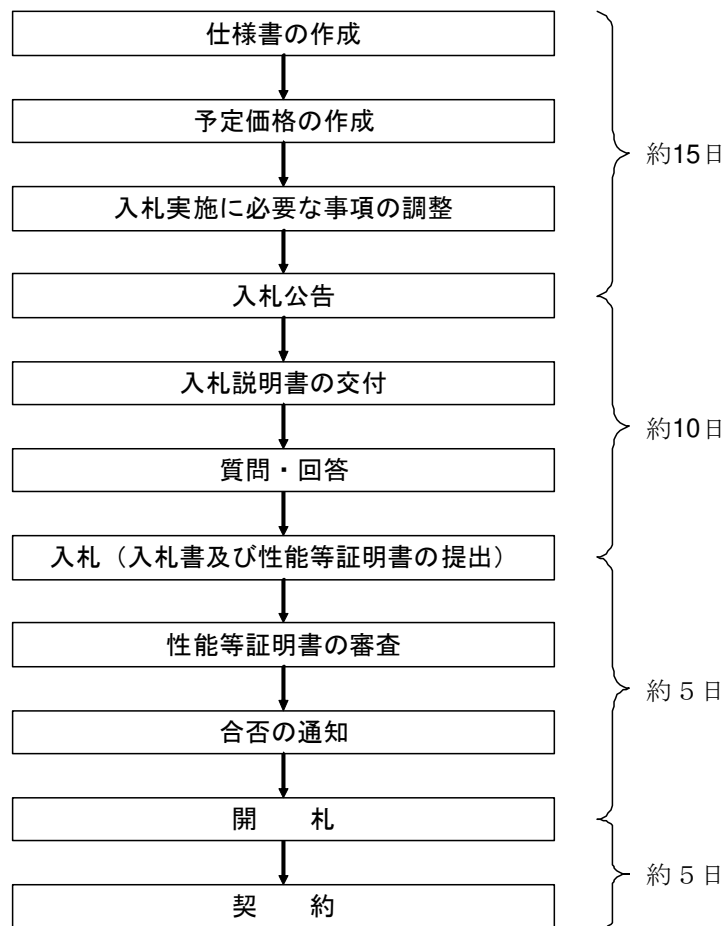 仕様書の作成
予定価格の作成
約15日
入札実施に必要な事項の調整
入札公告
入札説明書の交付
約10日
質問・回答
入札（入札書及び性能等証明書の提出）
性能等証明書の審査
約５日
合否の通知
開　　札
約５日
契　　約